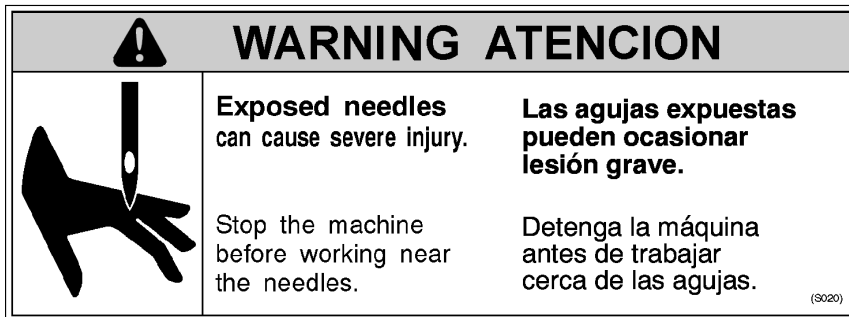 WARNING ATENCION
Exposed needles
can cause severe injury.
Stop the machine
before working near
the needles.
Las agujas expuestas
pueden ocasionar
lesión grave.
Detenga la máquina
antes de trabajar
cerca de las agujas.
(S020)